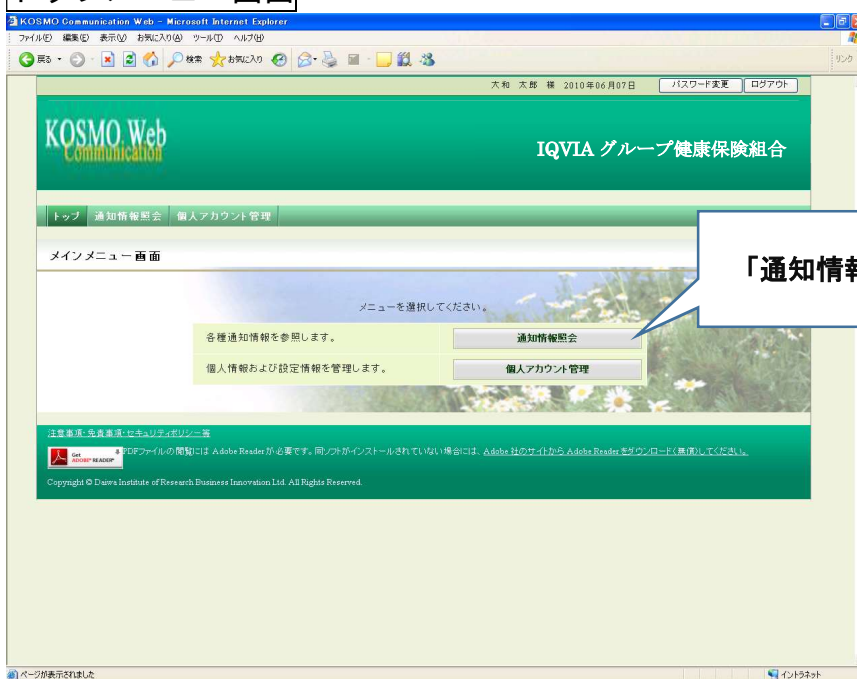 KOSMO Communication Web - Microsoft Internet Explorer
ファイル(F) 編集(E) 表示(V) お気に入り(A) ツール(T) ヘルプ(H)
戻る 検索 お気に入り リンク
大和 太郎 様 2010年06月07日 パスワード変更 ログアウト
KOSMO Web
Communication
IQVIA グループ健康保険組合
トップ 通知情報照会 個人アカウント管理
メインメニュー画面
「通知情報
メニューを選択してください。
各種通知情報を参照します。 通知情報照会
個人情報および設定情報を管理します。 個人アカウント管理
注意事項・免責事項・セキュリティポリシー等
Get ADOBE READER PDFファイルの閲覧には Adobe Reader が必要です。同ソフトがインストールされていない場合には、Adobe 社のサイトから Adobe Reader をダウンロード(無償)してください。
Copyright © Daiwa Institute of Research Business Innovation Ltd. All Rights Reserved.
ページが表示されました イントラネット